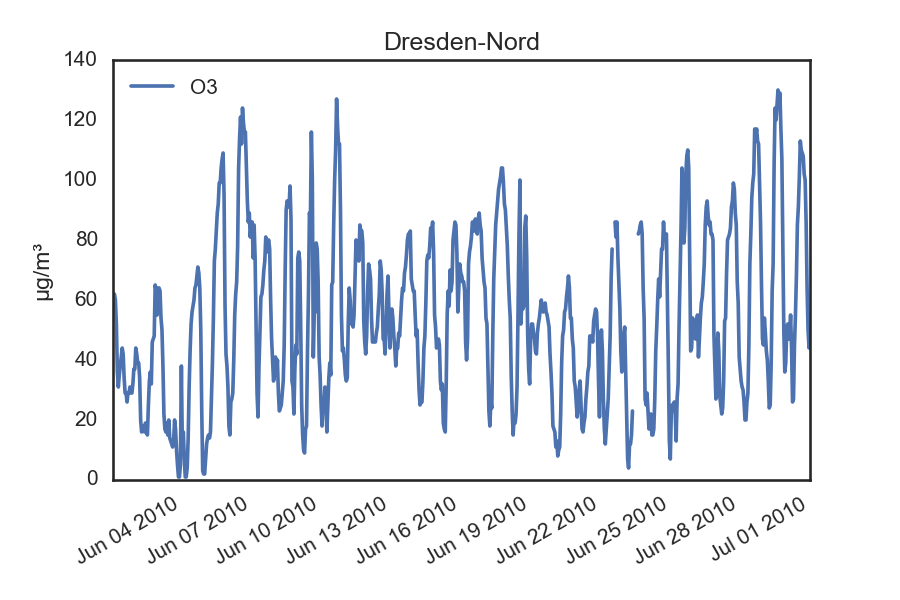 Dresden-Nord
140
120
100
80
60
40
20
0
µg/m³
O3
Jun 04 2010
Jun 07 2010
Jun 10 2010
Jun 13 2010
Jun 16 2010
Jun 19 2010
Jun 22 2010
Jun 25 2010
Jun 28 2010
Jul 01 2010